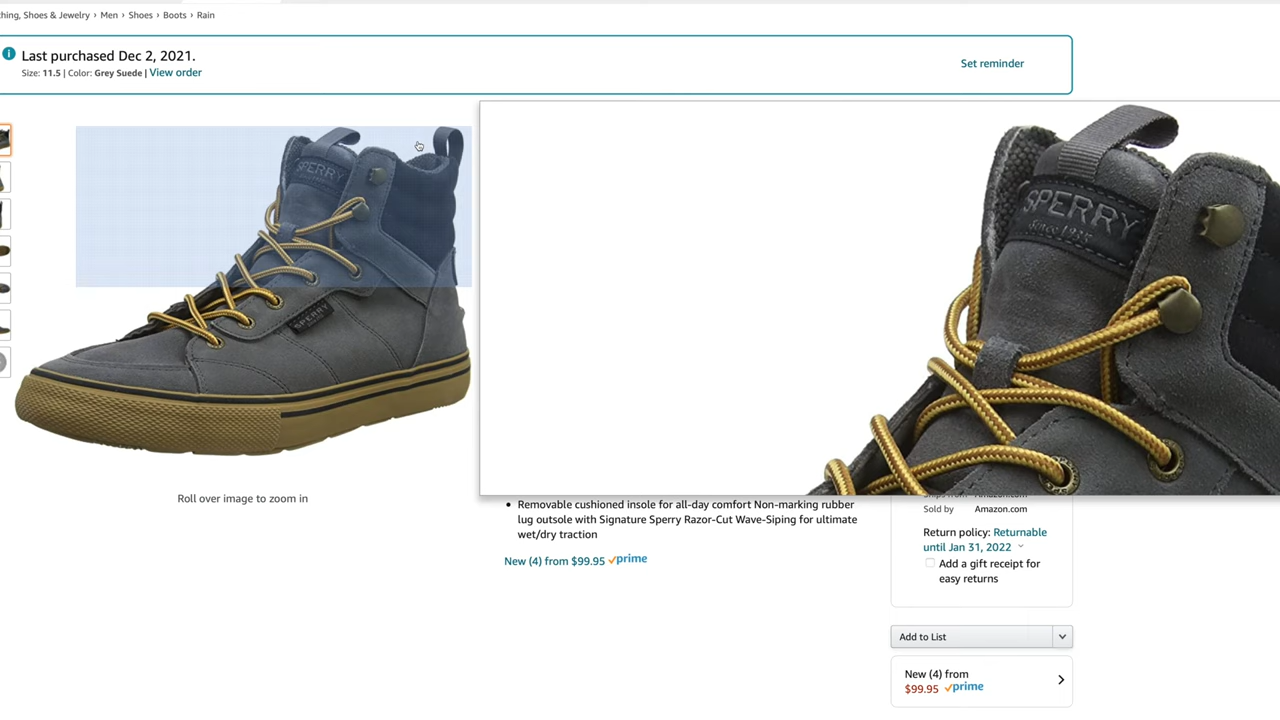 hing, Shoes & Jewelry › Men › Shoes › Boots › Rain
Last purchased Dec 2, 2021.
Size: 11.5 | Color: Grey Suede | View order
Set reminder
SPERRY
SPERRY
SPERRY
Since 1935
Roll over image to zoom in
• Removable cushioned insole for all-day comfort Non-marking rubber
lug outsole with Signature Sperry Razor-Cut Wave-Siping for ultimate
wet/dry traction
New (4) from $99.95 prime
Ships from Amazon.com
Sold by Amazon.com
Return policy: Returnable
until Jan 31, 2022
Add a gift receipt for
easy returns
Add to List
New (4) from
$99.95 prime